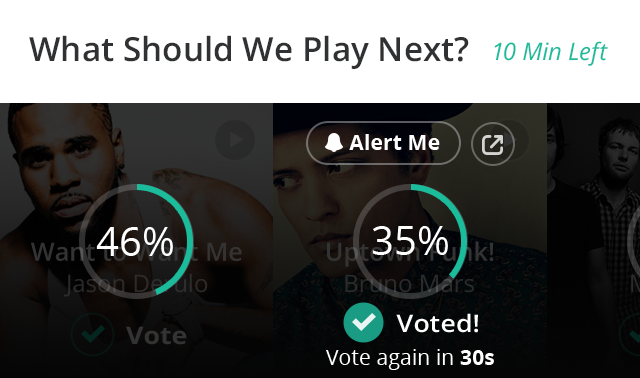 What Should We Play Next? 10 Min Left
Alert Me
Want to Want Me
Jason Derulo
46%
Vote
Uptown Funk!
Bruno Mars
35%
Voted!
Vote again in 30s